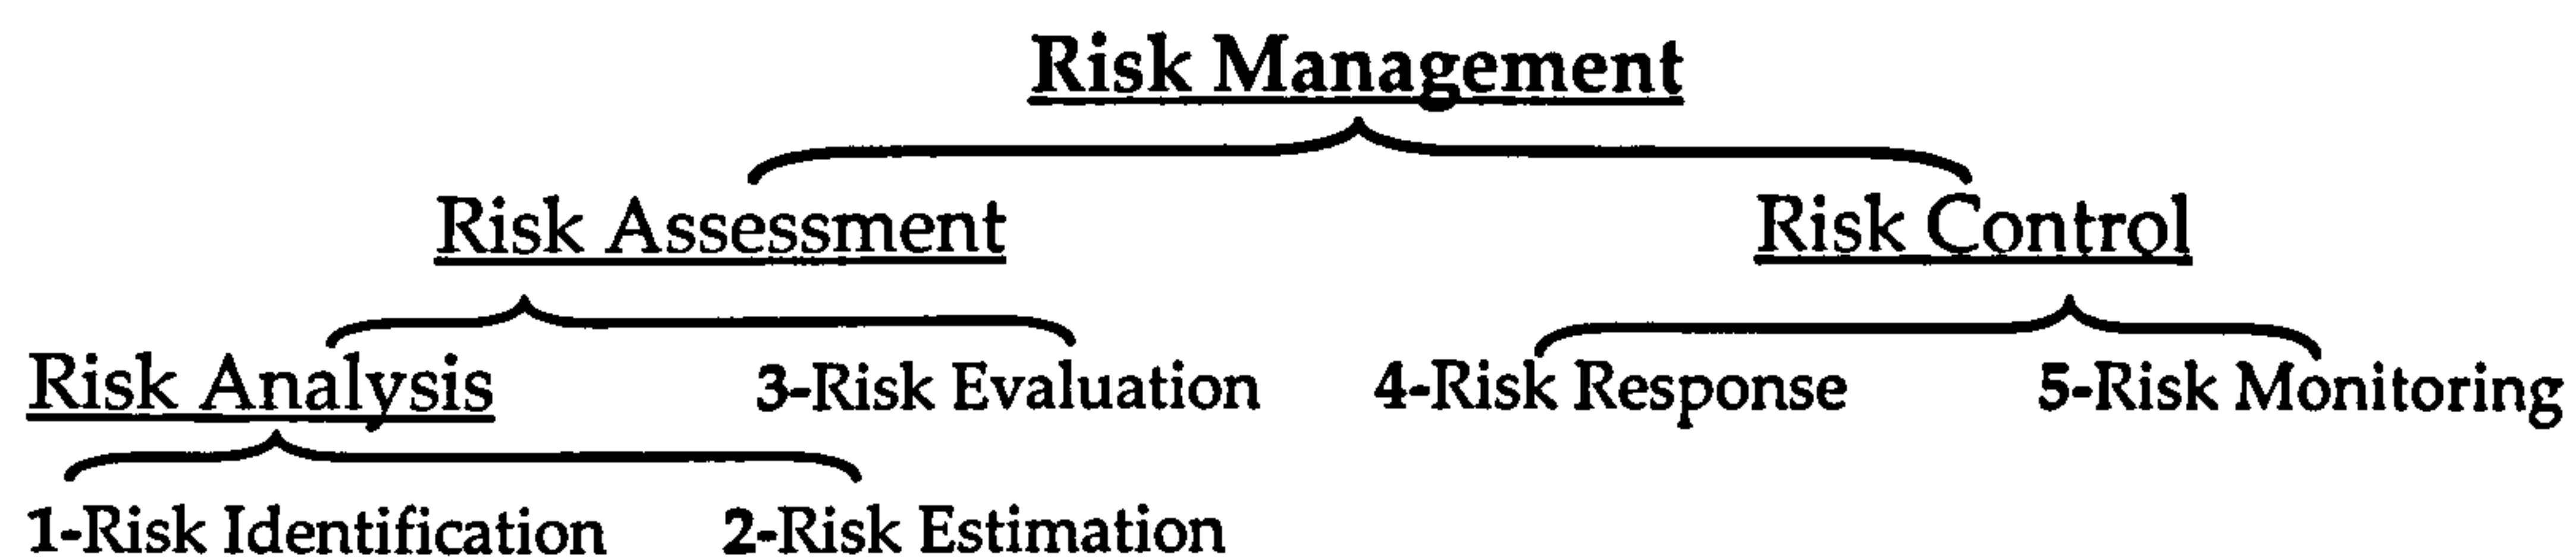 Risk Management
Risk Assessment
Risk Control
Risk Analysis
3-Risk Evaluation
4-Risk Response
5-Risk Monitoring
1-Risk Identification
2-Risk Estimation